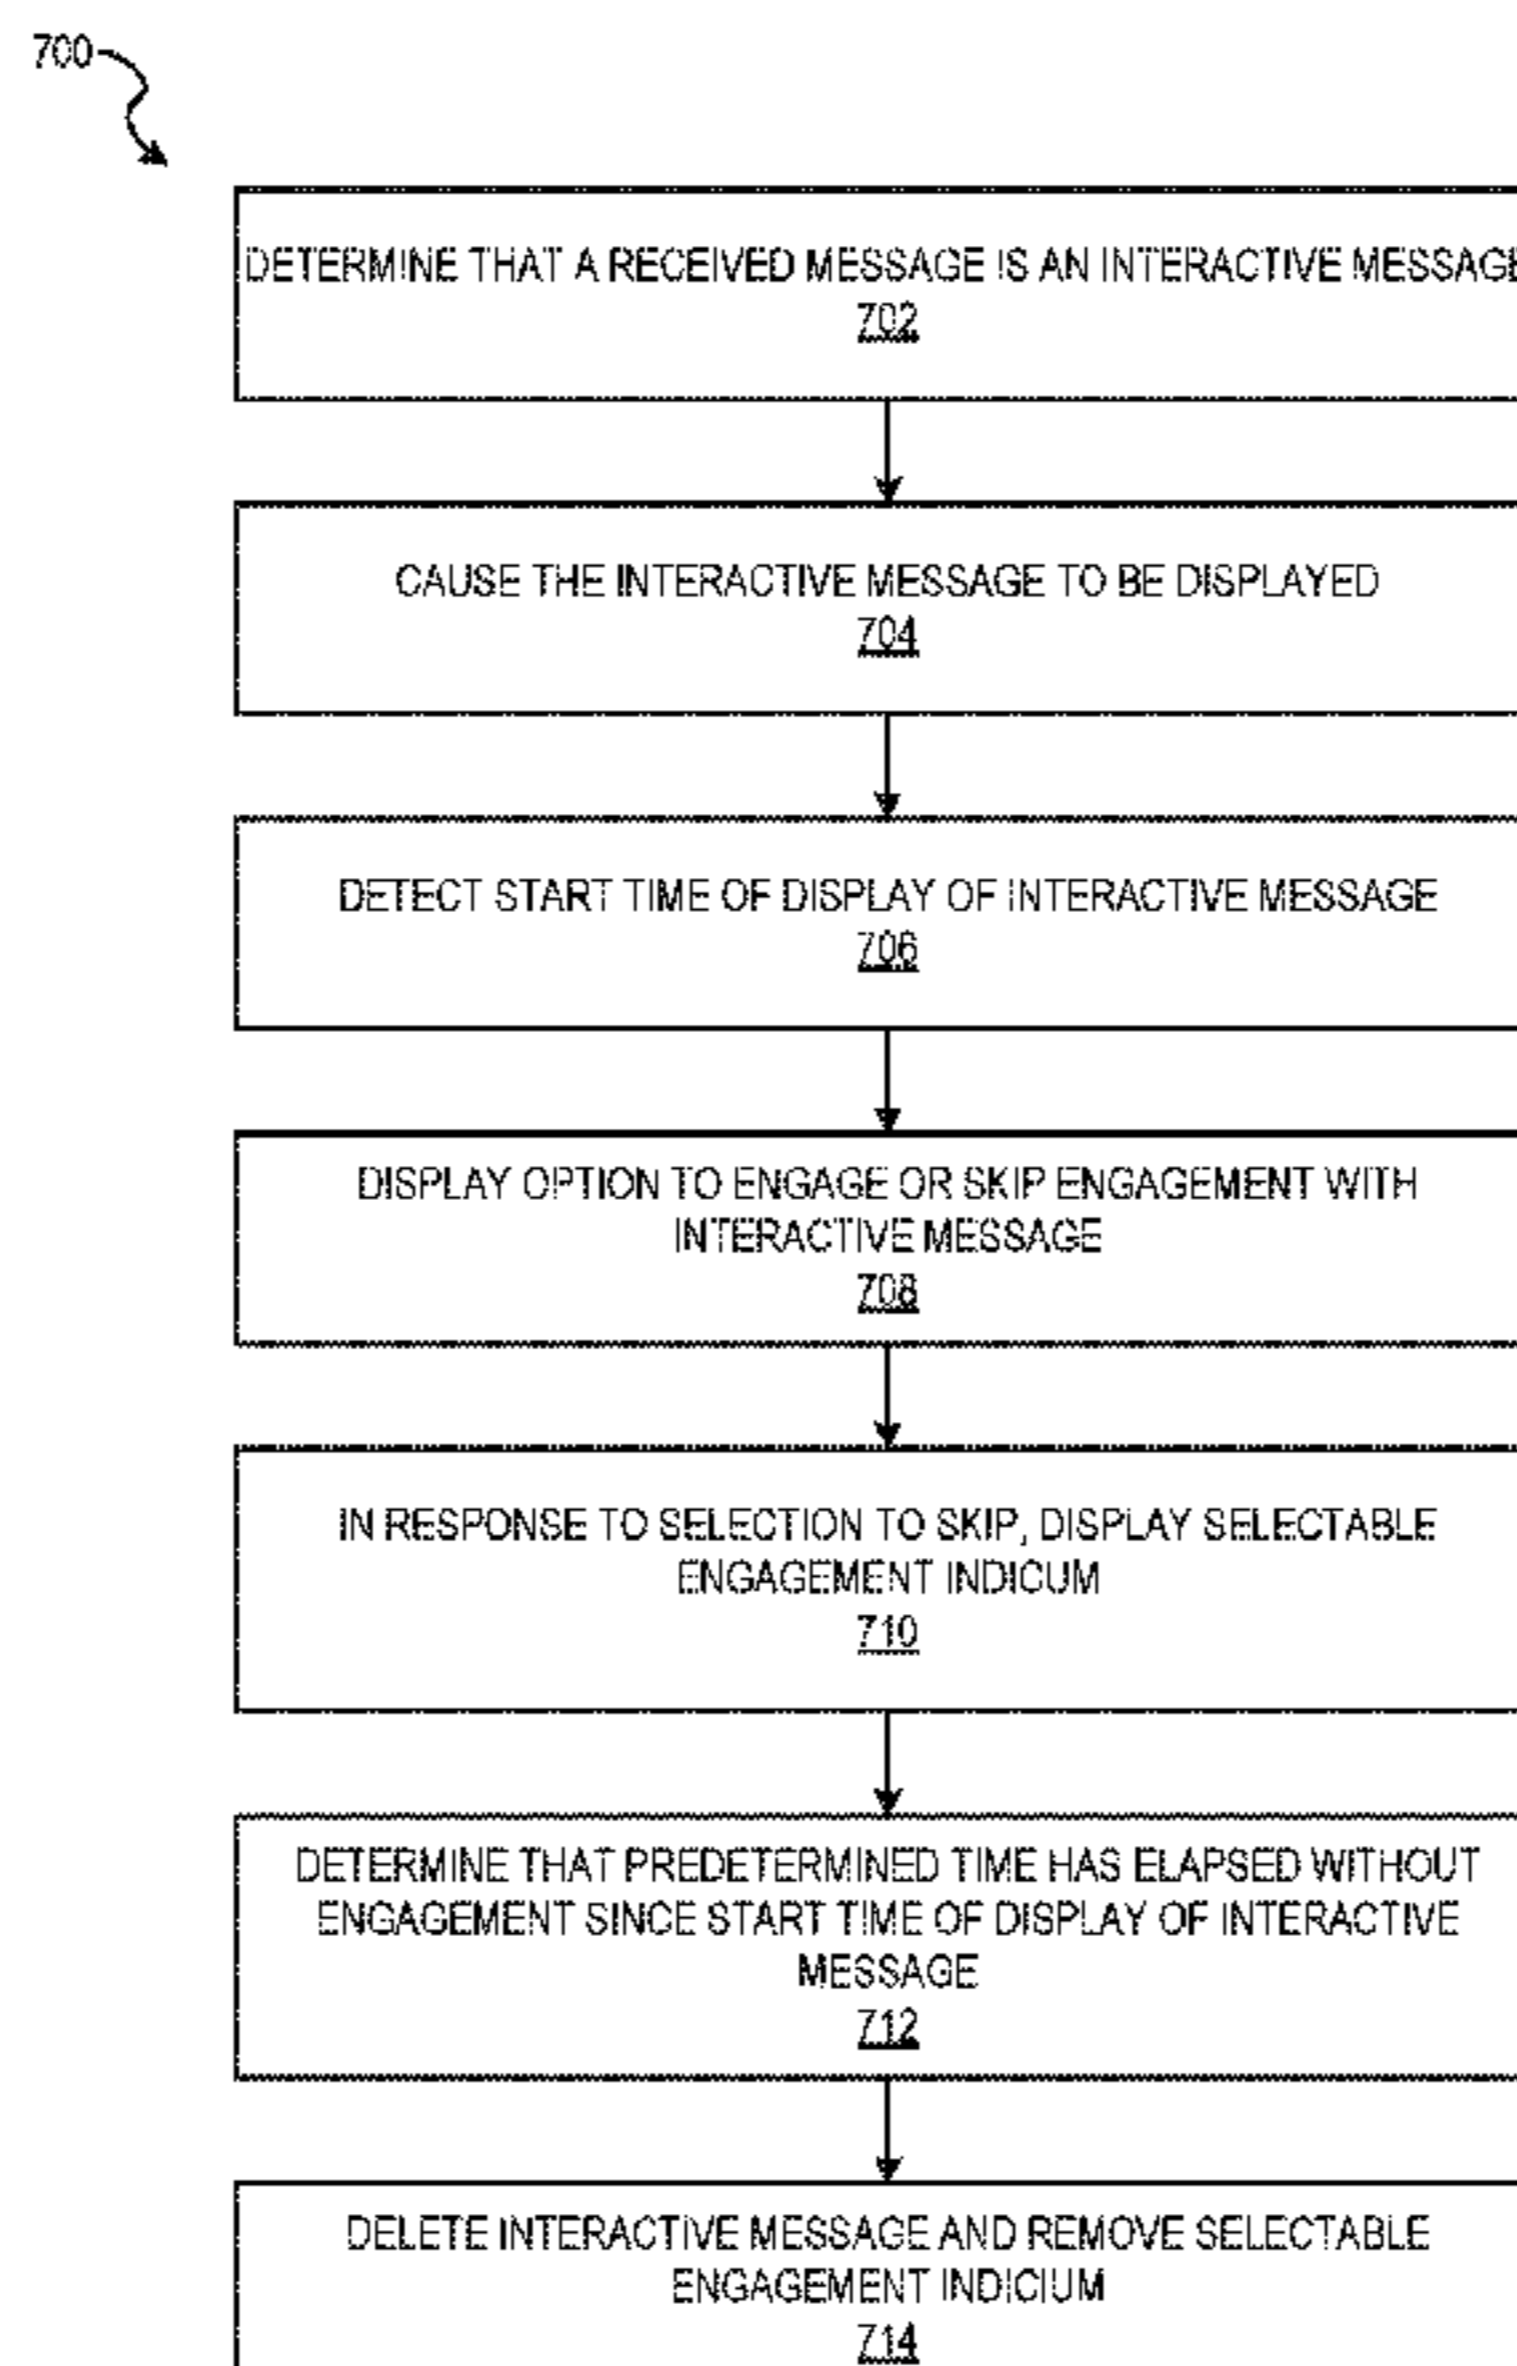 700
DETERMINE THAT A RECEIVED MESSAGE IS AN INTERACTIVE MESSAGE
702
CAUSE THE INTERACTIVE MESSAGE TO BE DISPLAYED
704
DETECT START TIME OF DISPLAY OF INTERACTIVE MESSAGE
706
DISPLAY OPTION TO ENGAGE OR SKIP ENGAGEMENT WITH
INTERACTIVE MESSAGE
708
IN RESPONSE TO SELECTION TO SKIP, DISPLAY SELECTABLE
ENGAGEMENT INDICUM
710
DETERMINE THAT PREDETERMINED TIME HAS ELAPSED WITHOUT
ENGAGEMENT SINCE START TIME OF DISPLAY OF INTERACTIVE
MESSAGE
712
DELETE INTERACTIVE MESSAGE AND REMOVE SELECTABLE
ENGAGEMENT INDICIUM
714